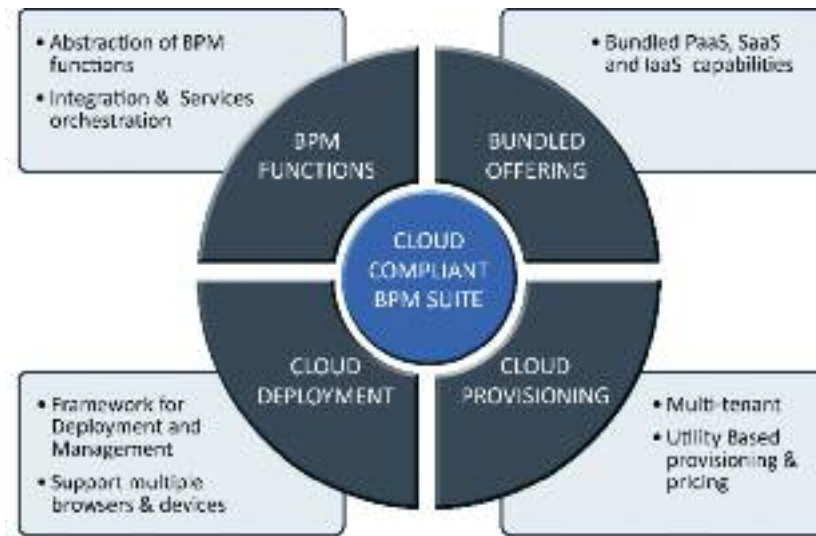 • Abstraction of BPM
functions
• Integration & Services
orchestration
• Bundled PaaS, SaaS
and IaaS capabilities
BPM
FUNCTIONS
BUNDLED
OFFERING
CLOUD
COMPLIANT
BPM SUITE
CLOUD
DEPLOYMENT
CLOUD
PROVISIONING
• Framework for
Deployment and
Management
• Support multiple
browsers & devices
• Multi-tenant
• Utility Based
provisioning &
pricing